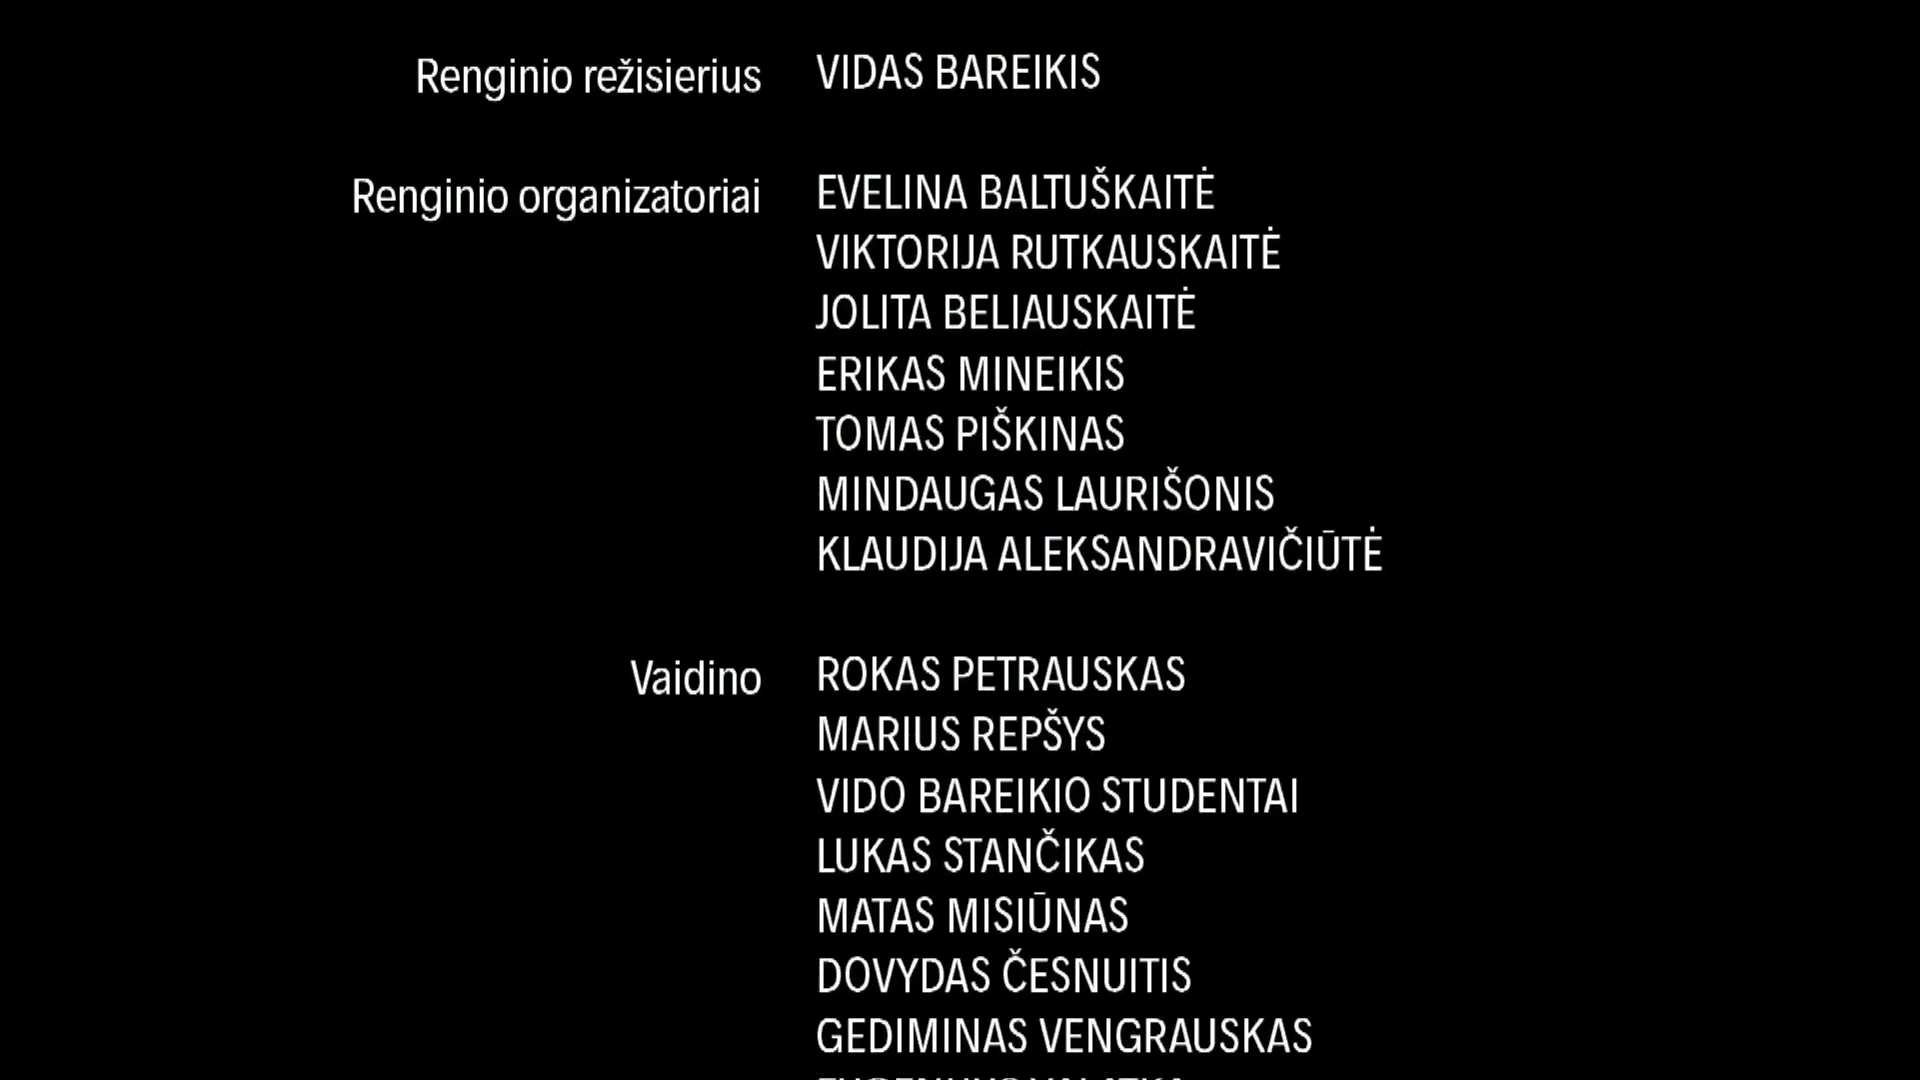 Renginio režisierius VIDAS BAREIKIS
Renginio organizatoriai EVELINA BALTUŠKAITĖ
VIKTORIJA RUTKAUSKAITĖ
JOLITA BELIAUSKAITĖ
ERIKAS MINEIKIS
TOMAS PIŠKINAS
MINDAUGAS LAURIŠONIS
KLAUDIJA ALEKSANDRAVIČIŪTĖ
Vaidino ROKAS PETRAUSKAS
MARIUS REPŠYS
VIDO BAREIKIO STUDENTAI
LUKAS STANČIKAS
MATAS MISIŪNAS
DOVYDAS ČESNUITIS
GEDIMINAS VENGRAUSKAS